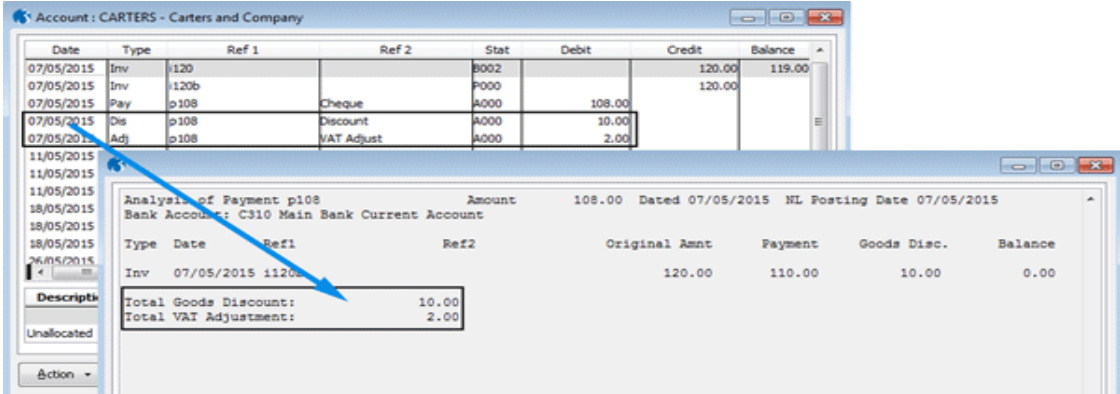 Account : CARTERS - Carters and Company
Date Type Ref 1 Ref 2 Stat Debit Credit Balance
07/05/2015 Inv i120 B002 120.00 119.00
07/05/2015 Inv i120b P000 120.00
07/05/2015 Pay p108 Cheque A000 108.00
07/05/2015 Dis p108 Discount A000 10.00
07/05/2015 Adj p108 VAT Adjust A000 2.00
11/05/2015
11/05/2015
11/05/2015
18/05/2015
18/05/2015
18/05/2015
26/05/2015
Descripti
Unallocated
Action
Analysis of Payment p108 Amount 108.00 Dated 07/05/2015 NL Posting Date 07/05/2015
Bank Account: C310 Main Bank Current Account
Type Date Ref1 Ref2 Original Amnt Payment Goods Disc. Balance
Inv 07/05/2015 i120b 120.00 110.00 10.00 0.00
Total Goods Discount: 10.00
Total VAT Adjustment: 2.00